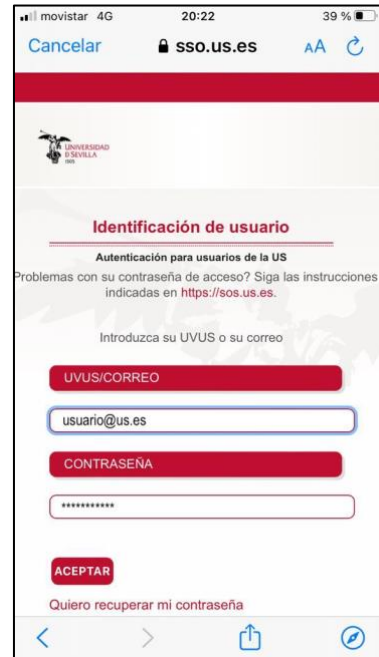 movistar 4G 20:22 39 %
Cancelar sso.us.es AA
UNIVERSIDAD
D SEVILLA
1505
Identificación de usuario
Autenticación para usuarios de la US
Problemas con su contraseña de acceso? Siga las instrucciones
indicadas en https://sos.us.es.
Introduzca su UVUS o su correo
UVUS/CORREO
usuario@us.es
CONTRASEÑA
***********
ACEPTAR
Quiero recuperar mi contraseña